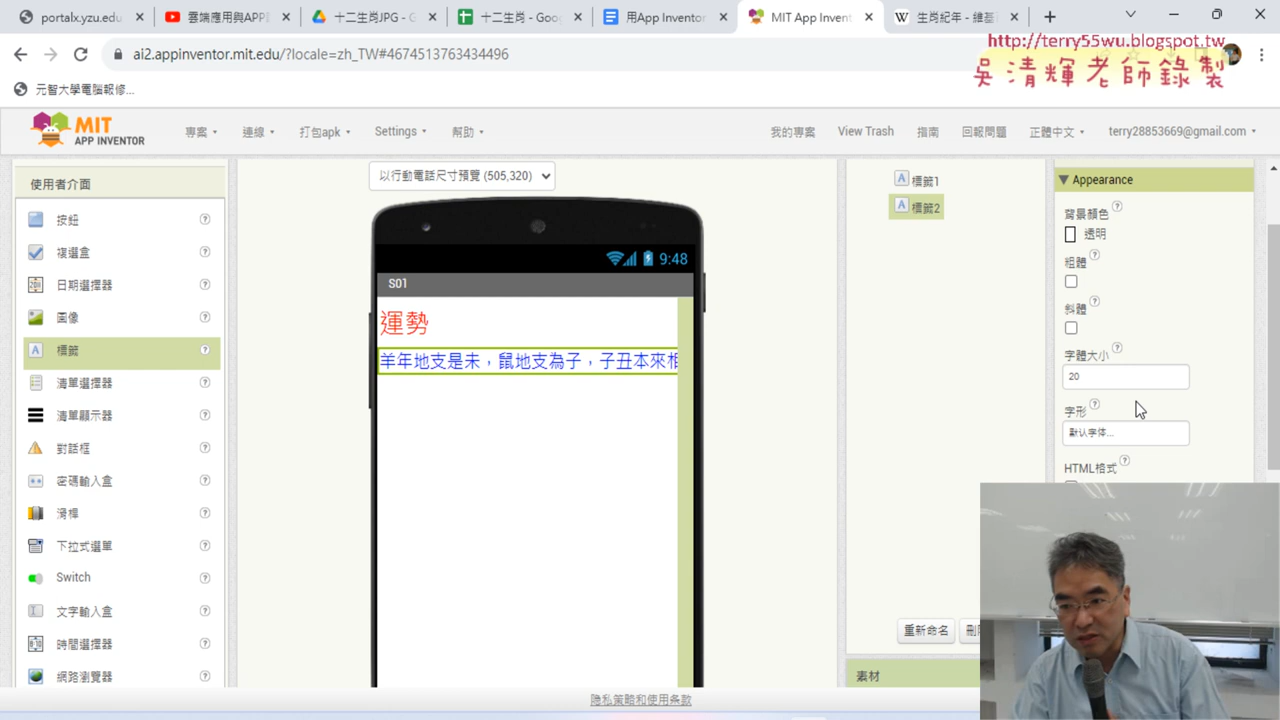 portalx.yzu.edu
雲端應用與APP設
十二生肖JPG - G
十二生肖 - Goog
用App Inventor
MIT App Invent
生肖紀年 - 維基
ai2.appinventor.mit.edu/?locale=zh_TW#4674513763434496
http://terry55wu.blogspot.tw
吳清輝老師錄製
元智大學電腦報修...
MIT
APP INVENTOR
專案
連線
打包apk
Settings
幫助
我的專案
View Trash
指南
回報問題
正體中文
terry28853669@gmail.com
使用者介面
按鈕
複選盒
日期選擇器
圖像
標籤
清單選擇器
清單顯示器
對話框
密碼輸入盒
滑桿
下拉式選單
Switch
文字輸入盒
時間選擇器
網路瀏覽器
以行動電話尺寸預覽 (505,320)
9:48
S01
運勢
羊年地支是未，鼠地支為子，子丑本來相
標籤1
標籤2
重新命名
素材
Appearance
背景顏色
透明
粗體
斜體
字體大小
20
字形
默认字体...
HTML格式
隐私策略和使用条款